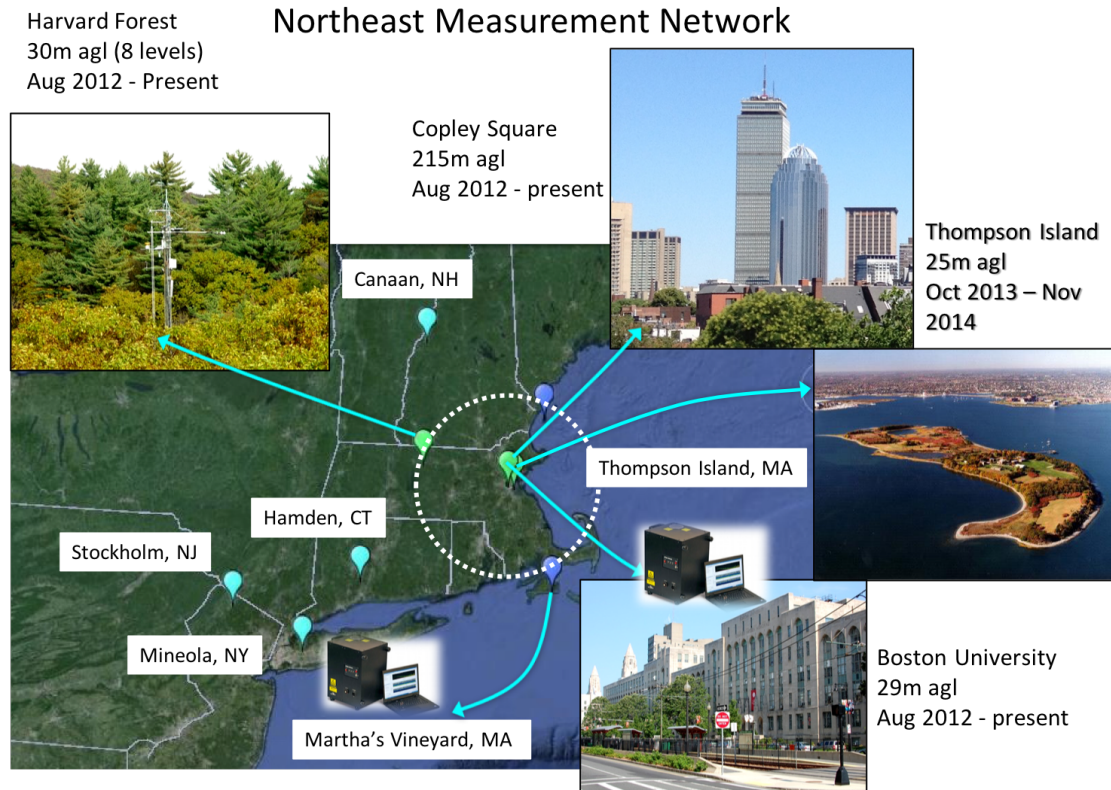 Northeast Measurement Network
Harvard Forest
30m agl (8 levels)
Aug 2012 - Present
Copley Square
215m agl
Aug 2012 - present
Thompson Island
25m agl
Oct 2013 – Nov
2014
Canaan, NH
Thompson Island, MA
Hamden, CT
Stockholm, NJ
Mineola, NY
Martha's Vineyard, MA
Boston University
29m agl
Aug 2012 - present